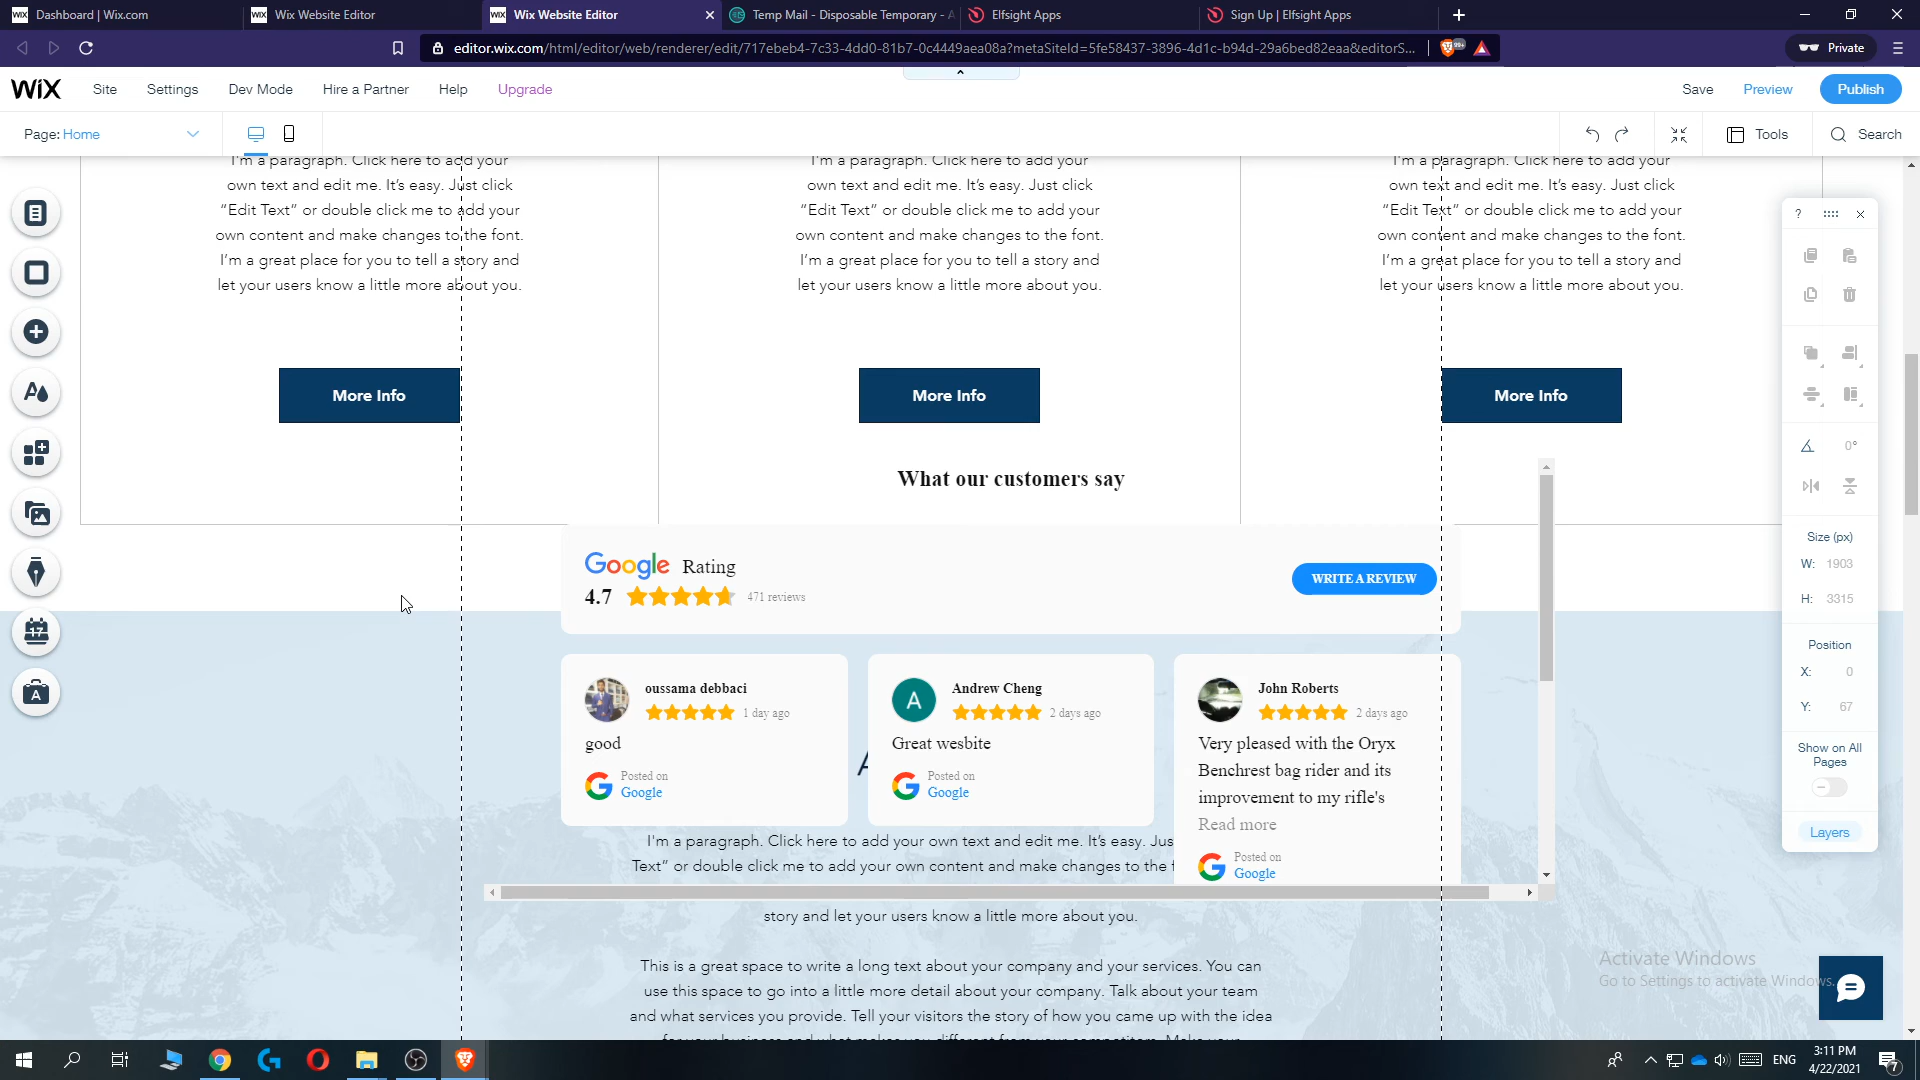 Dashboard | Wix.com
Wix Website Editor
Wix Website Editor
Temp Mail - Disposable Temporary - A
Elfsight Apps
Sign Up | Elfsight Apps
editor.wix.com/html/editor/web/renderer/edit/717ebeb4-7c33-4dd0-81b7-0c4449aea08a?metaSiteId=5fe58437-3896-4d1c-b94d-29a6bed82eaa&editorS...
Private
WiX
Site
Settings
Dev Mode
Hire a Partner
Help
Upgrade
Save
Preview
Publish
Page: Home
Tools
Search
I'm a paragraph. Click here to add your
own text and edit me. It's easy. Just click
“Edit Text” or double click me to add your
own content and make changes to the font.
I'm a great place for you to tell a story and
let your users know a little more about you.
More Info
I'm a paragraph. Click here to add your
own text and edit me. It's easy. Just click
“Edit Text” or double click me to add your
own content and make changes to the font.
I'm a great place for you to tell a story and
let your users know a little more about you.
More Info
I'm a paragraph. Click here to add your
own text and edit me. It's easy. Just click
“Edit Text” or double click me to add your
own content and make changes to the font.
I'm a great place for you to tell a story and
let your users know a little more about you.
More Info
What our customers say
Google Rating
4.7
471 reviews
WRITE A REVIEW
oussama debbaci
1 day ago
good
Posted on
Google
A
Andrew Cheng
2 days ago
Great wesbite
Posted on
Google
John Roberts
2 days ago
Very pleased with the Oryx
Benchrest bag rider and its
improvement to my rifle's
Read more
Posted on
Google
I'm a paragraph. Click here to add your own text and edit me. It's easy. Jus
Text” or double click me to add your own content and make changes to the f
story and let your users know a little more about you.
This is a great space to write a long text about your company and your services. You can
use this space to go into a little more detail about your company. Talk about your team
and what services you provide. Tell your visitors the story of how you came up with the idea
?
0°
Size (px)
W: 1903
H: 3315
Position
X: 0
Y: 67
Show on All
Pages
Layers
Activate Windows
Go to Settings to activate Windows.
ENG
3:11 PM
4/22/2021
7